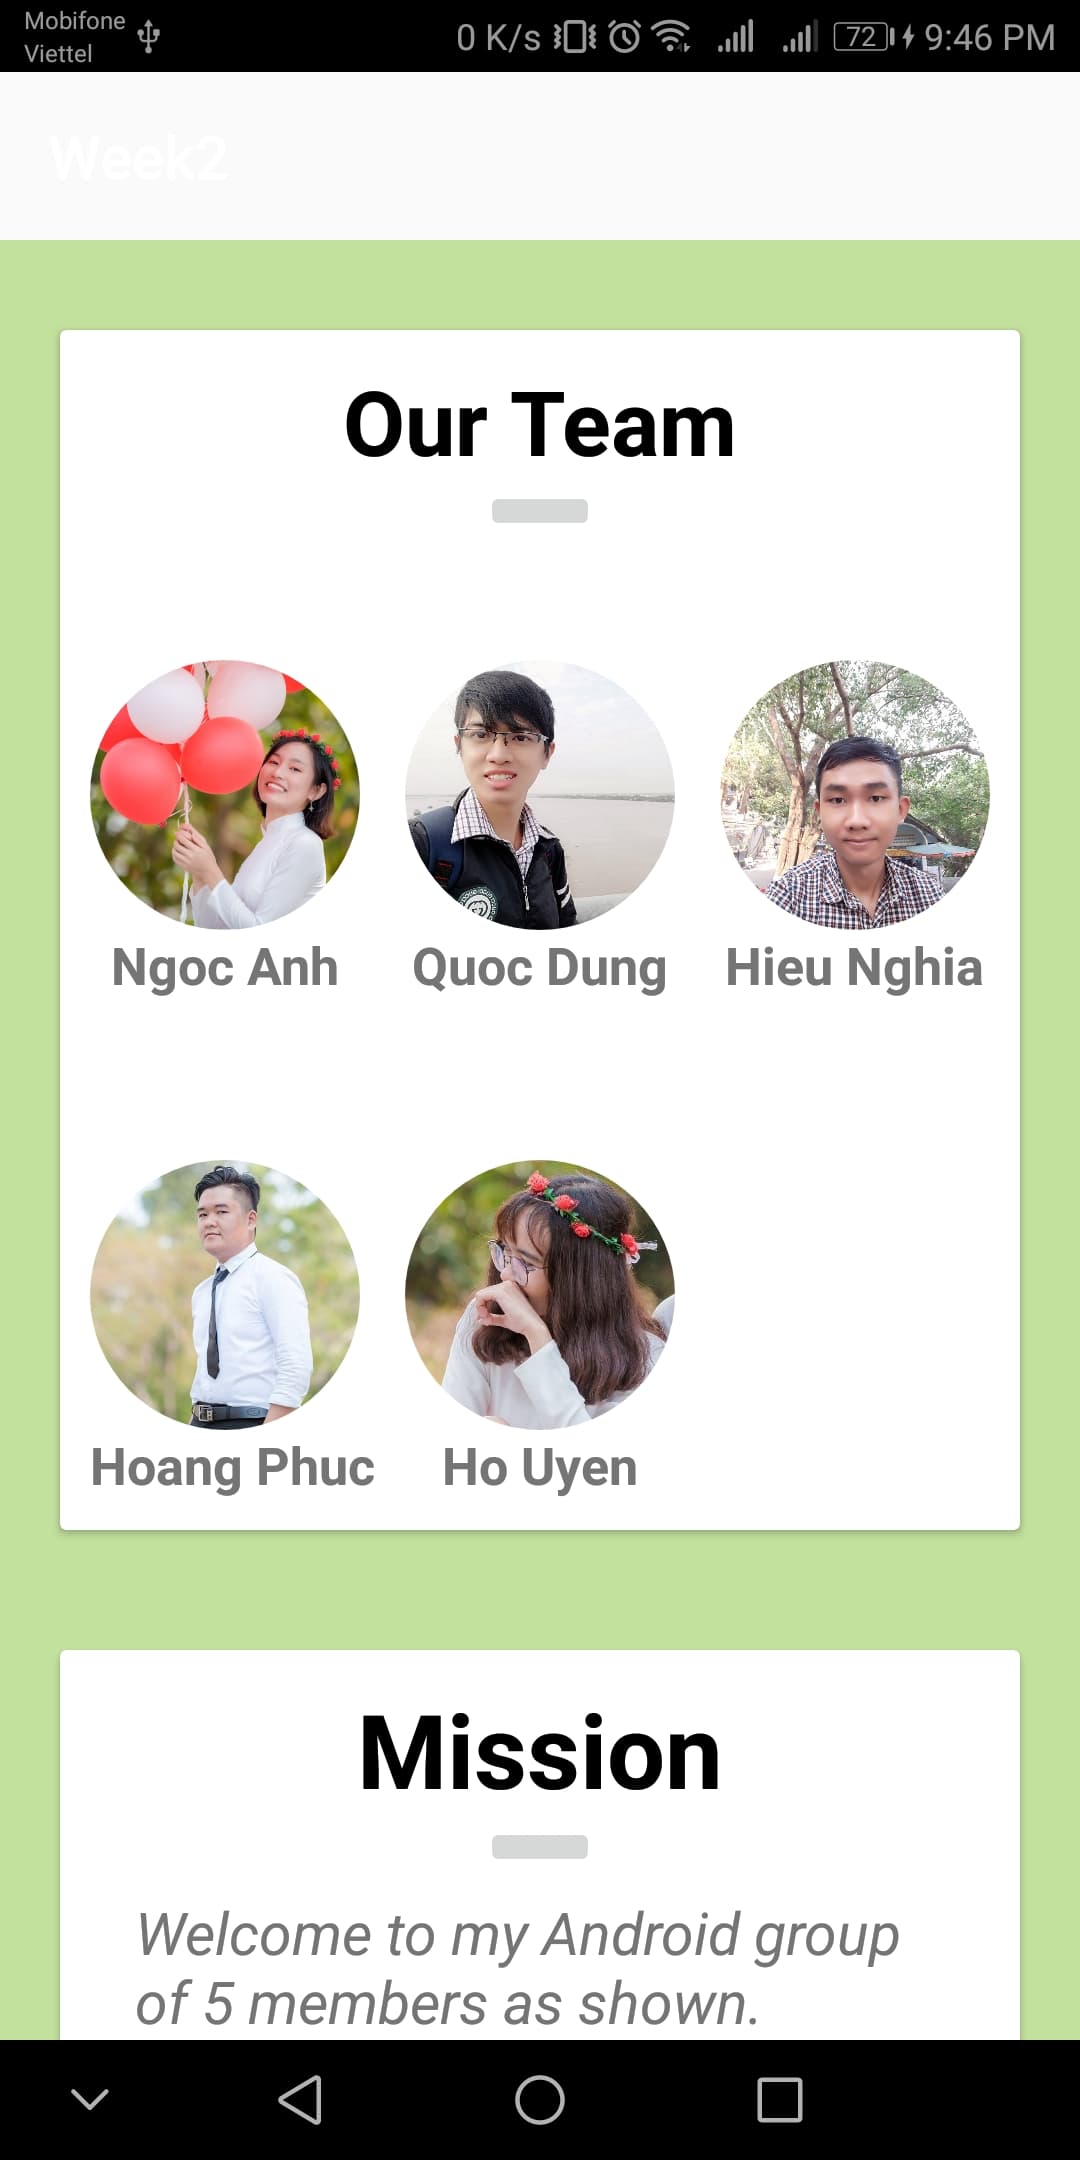 Mobifone
Viettel
0 K/s 72 9:46 PM
Week2
Our Team
Ngoc Anh Quoc Dung Hieu Nghia
Hoang Phuc Ho Uyen
Mission
Welcome to my Android group
of 5 members as shown.